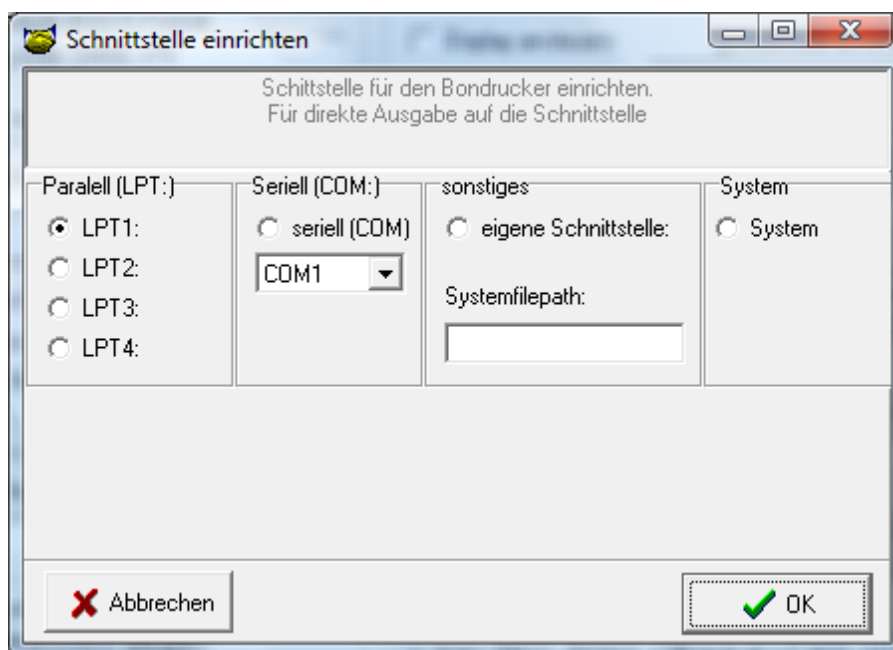 Schnittstelle einrichten
Schittstelle für den Bondrucker einrichten.
Für direkte Ausgabe auf die Schnittstelle
Paralell (LPT:)
LPT1:
LPT2:
LPT3:
LPT4:
Seriell (COM:)
seriell (COM)
COM1
sonstiges
eigene Schnittstelle:
Systemfilepath:
System
System
Abbrechen
OK